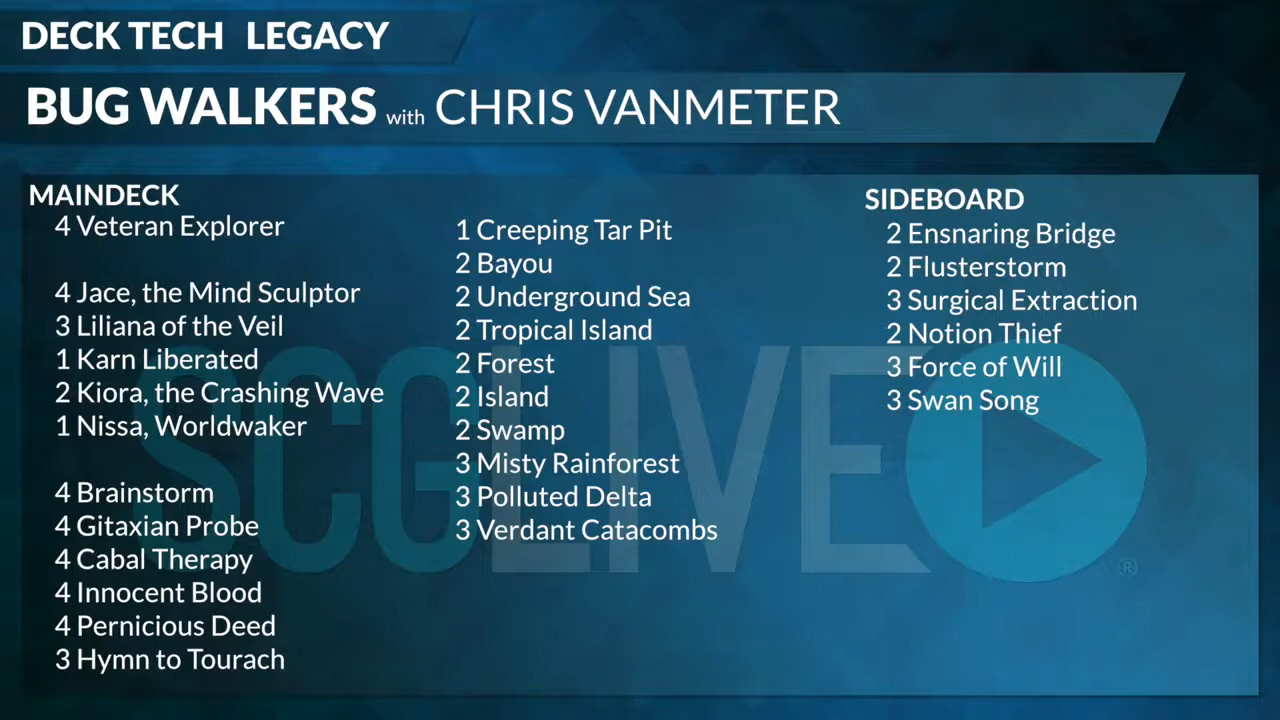 DECK TECH LEGACY
BUG WALKERS with CHRIS VANMETER
MAINDECK
4 Veteran Explorer
4 Jace, the Mind Sculptor
3 Liliana of the Veil
1 Karn Liberated
2 Kiora, the Crashing Wave
1 Nissa, Worldwaker
4 Brainstorm
4 Gitaxian Probe
4 Cabal Therapy
4 Innocent Blood
4 Pernicious Deed
3 Hymn to Tourach
1 Creeping Tar Pit
2 Bayou
2 Underground Sea
2 Tropical Island
2 Forest
2 Island
2 Swamp
3 Misty Rainforest
3 Polluted Delta
3 Verdant Catacombs
SIDEBOARD
2 Ensnaring Bridge
2 Flusterstorm
3 Surgical Extraction
2 Notion Thief
3 Force of Will
3 Swan Song
SCGLIVE ®